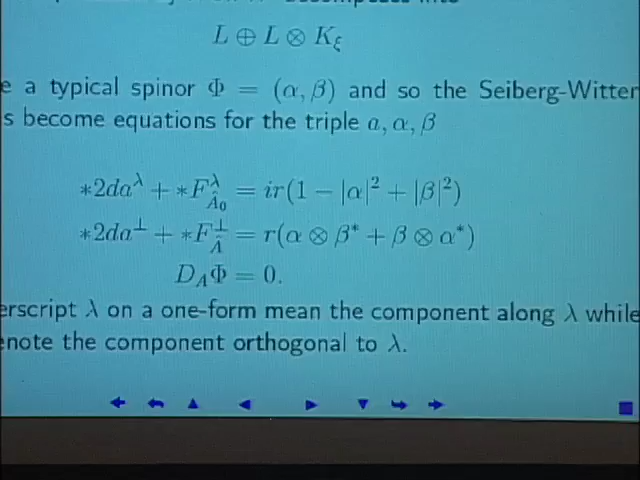 L ⊕ L ⊗ K_ξ
e a typical spinor Φ = (α, β) and so the Seiberg-Witten
s become equations for the triple a, α, β
∗2da^λ + ∗F^λ_{Â_0} = ir(1 − |α|^2 + |β|^2)
∗2da^⊥ + ∗F^⊥_{Â} = r(α ⊗ β^* + β ⊗ α^*)
D_AΦ = 0.
erscript λ on a one-form mean the component along λ while
note the component orthogonal to λ.